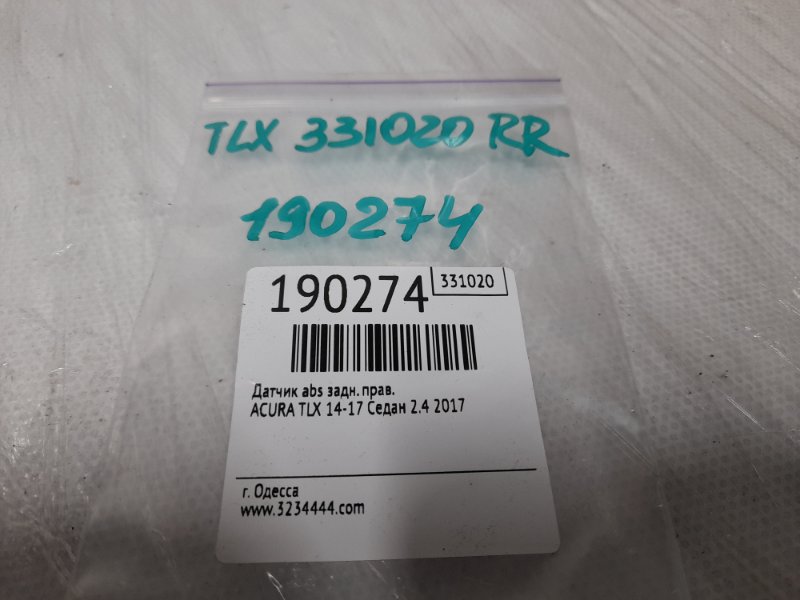 TLX 331020 RR
190274
190274
331020
Датчик abs задн. прав.
ACURA TLX 14-17 Седан 2.4 2017
г. Одесса
www.3234444.com